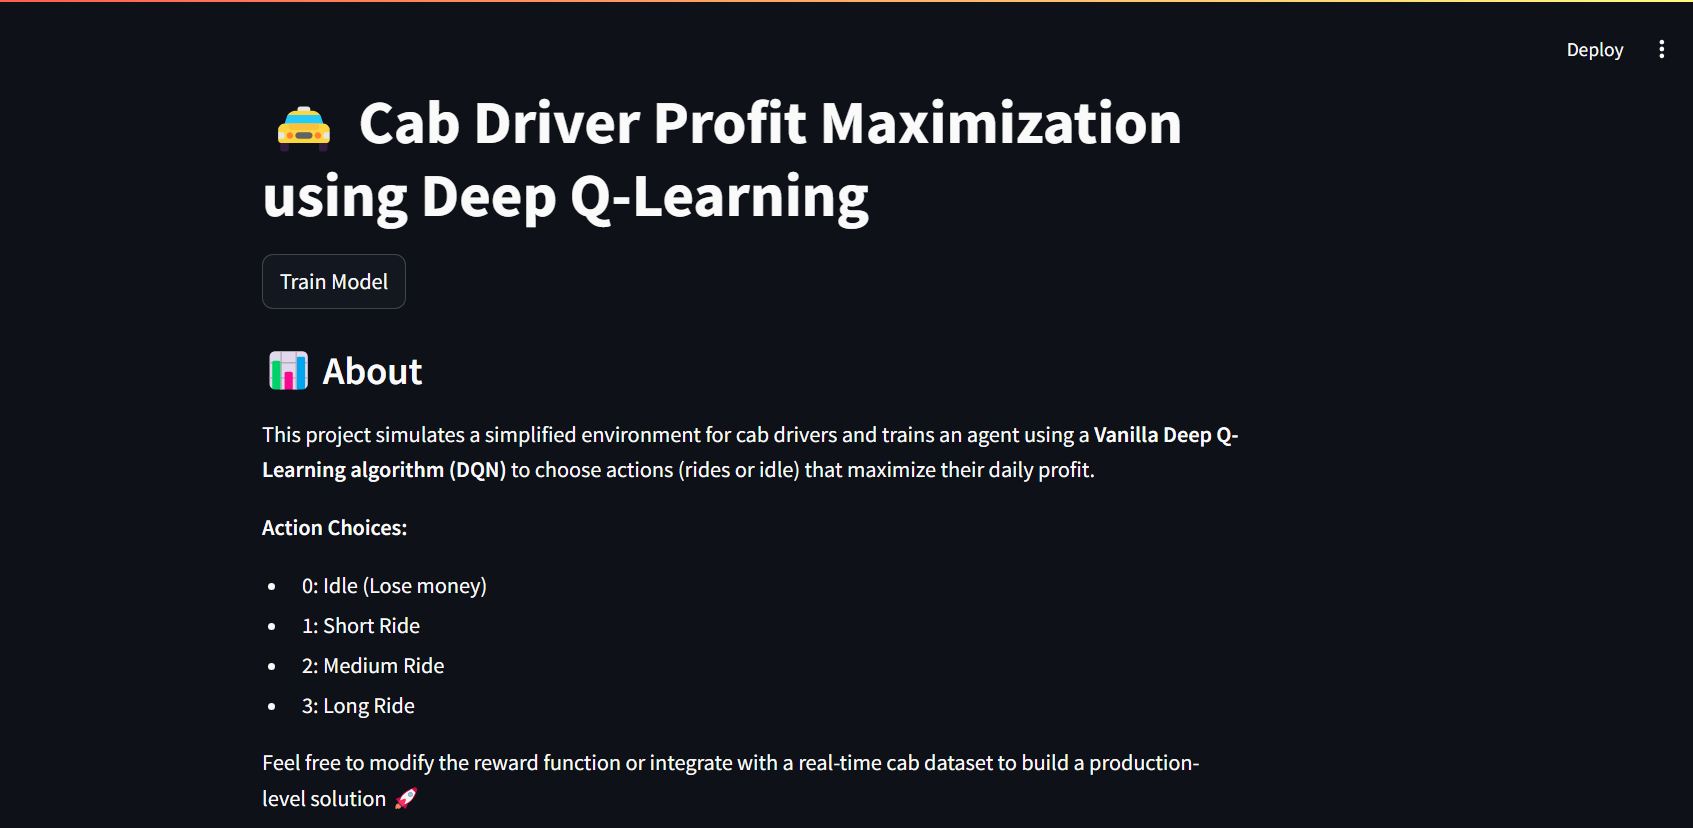 Deploy
Cab Driver Profit Maximization
using Deep Q-Learning
Train Model
About
This project simulates a simplified environment for cab drivers and trains an agent using a Vanilla Deep Q-
Learning algorithm (DQN) to choose actions (rides or idle) that maximize their daily profit.
Action Choices:
• 0: Idle (Lose money)
• 1: Short Ride
• 2: Medium Ride
• 3: Long Ride
Feel free to modify the reward function or integrate with a real-time cab dataset to build a production-
level solution 🚀